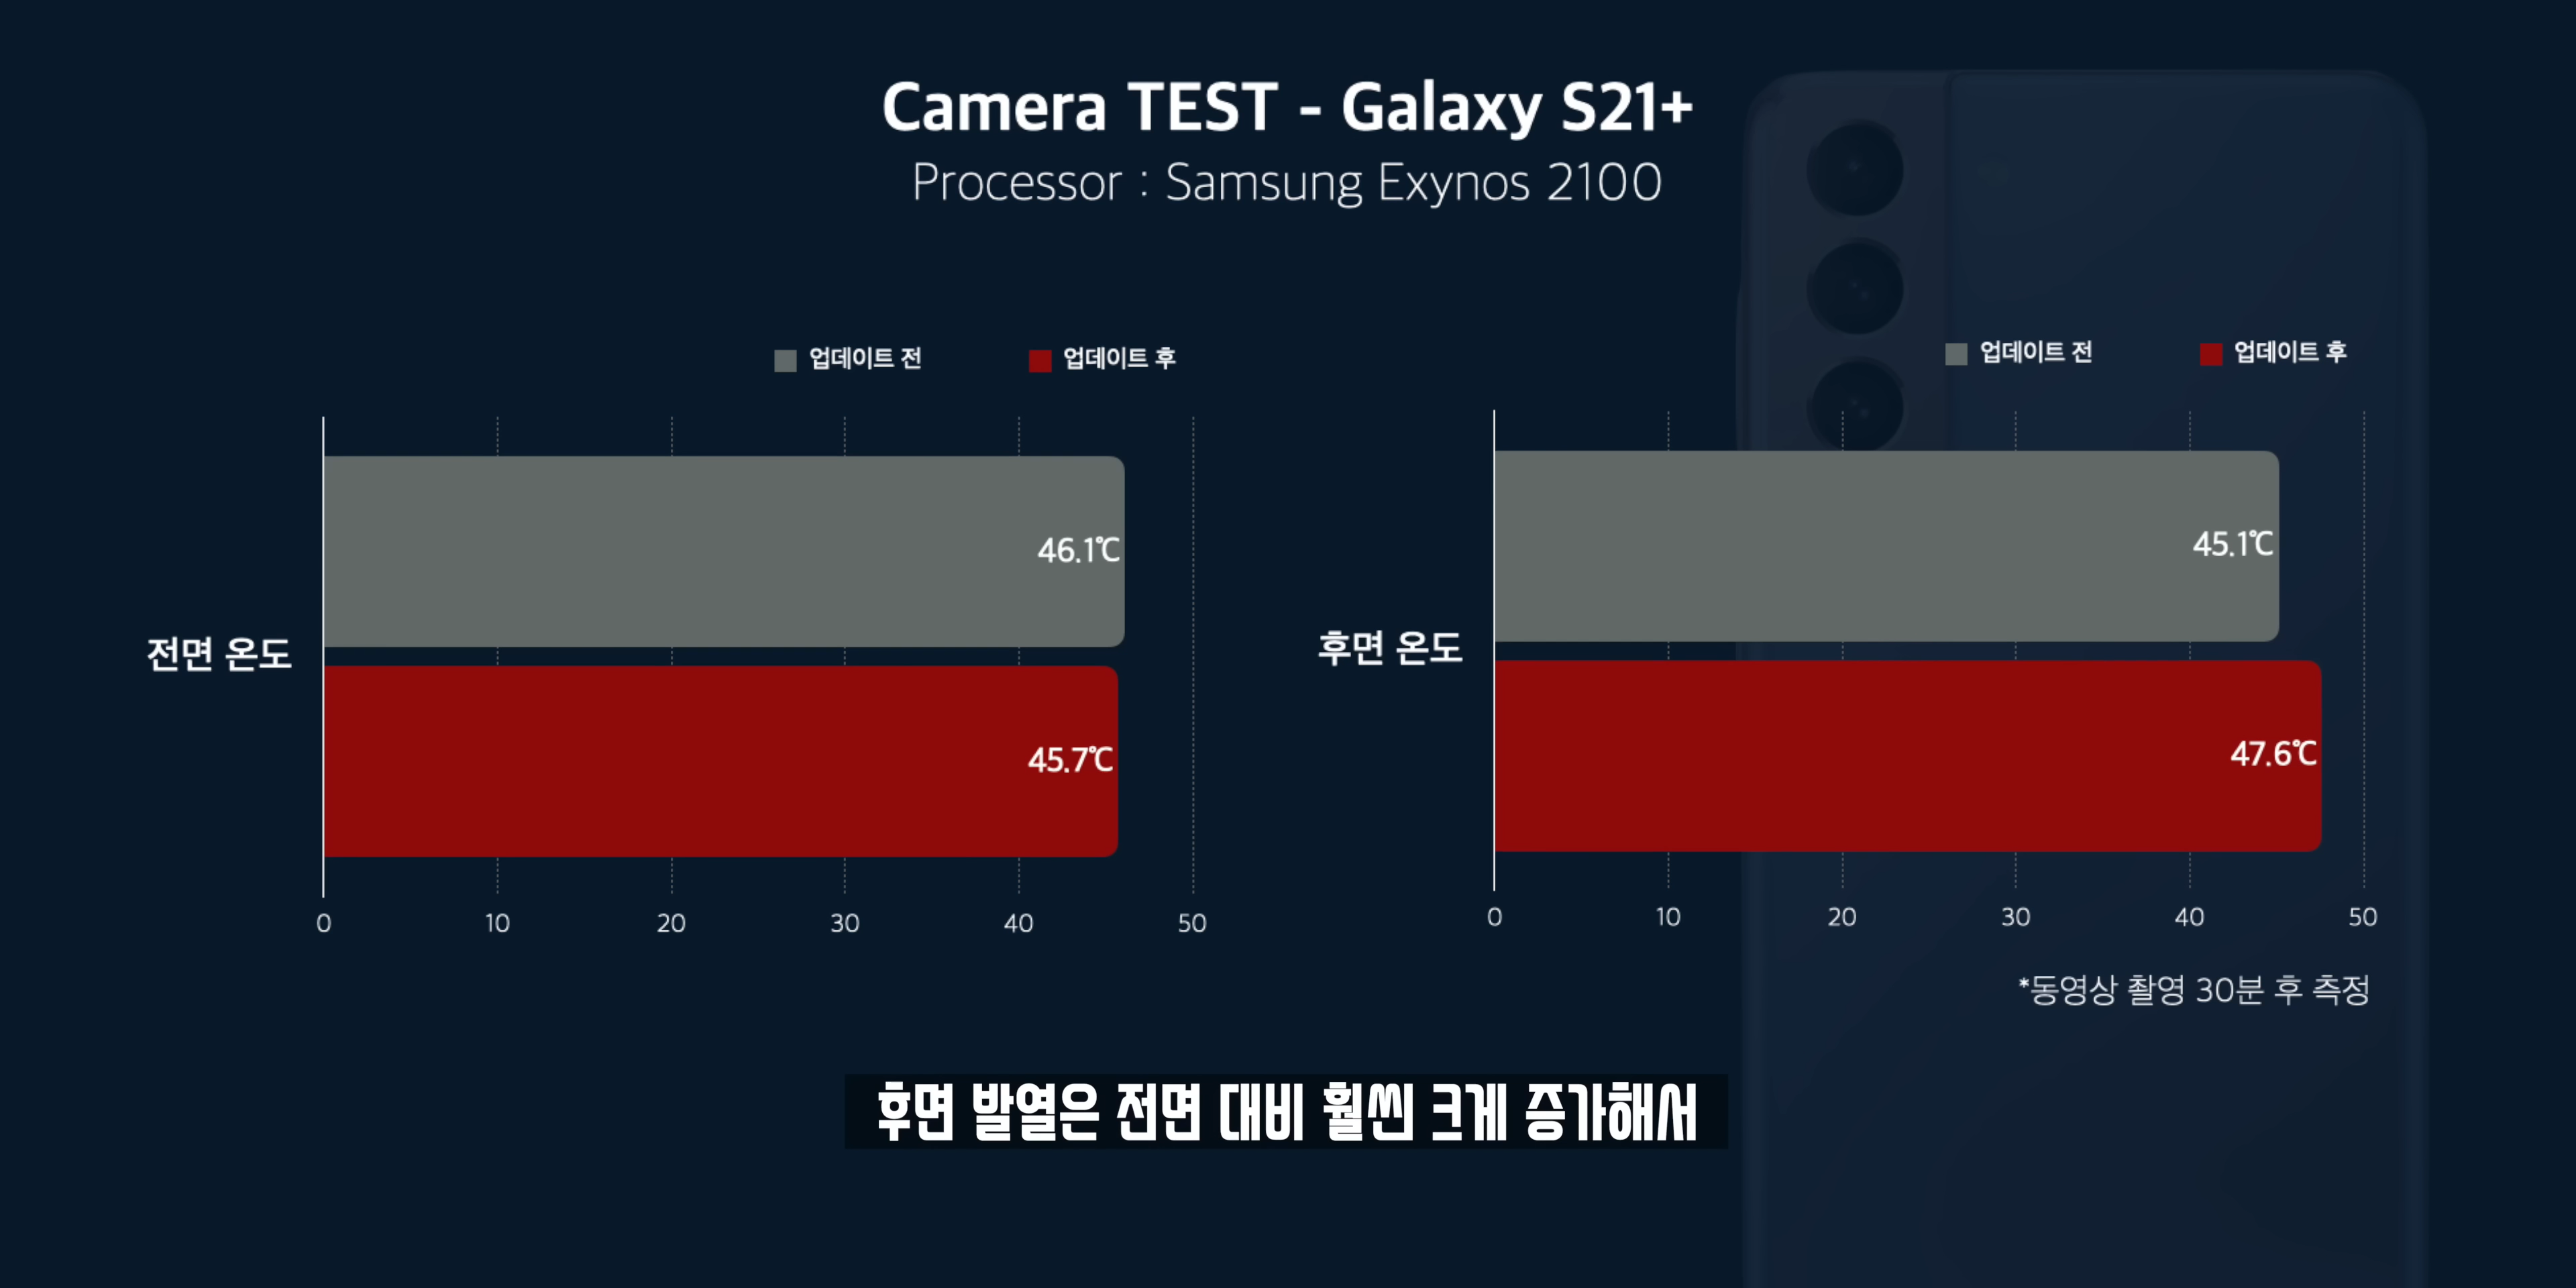 Camera TEST - Galaxy S21+
Processor : Samsung Exynos 2100
업데이트 전 업데이트 후
46.1℃
전면 온도
45.7℃
0 10 20 30 40 50
업데이트 전 업데이트 후
45.1℃
후면 온도
47.6℃
0 10 20 30 40 50
*동영상 촬영 30분 후 측정
후면 발열은 전면 대비 훨씬 크게 증가해서